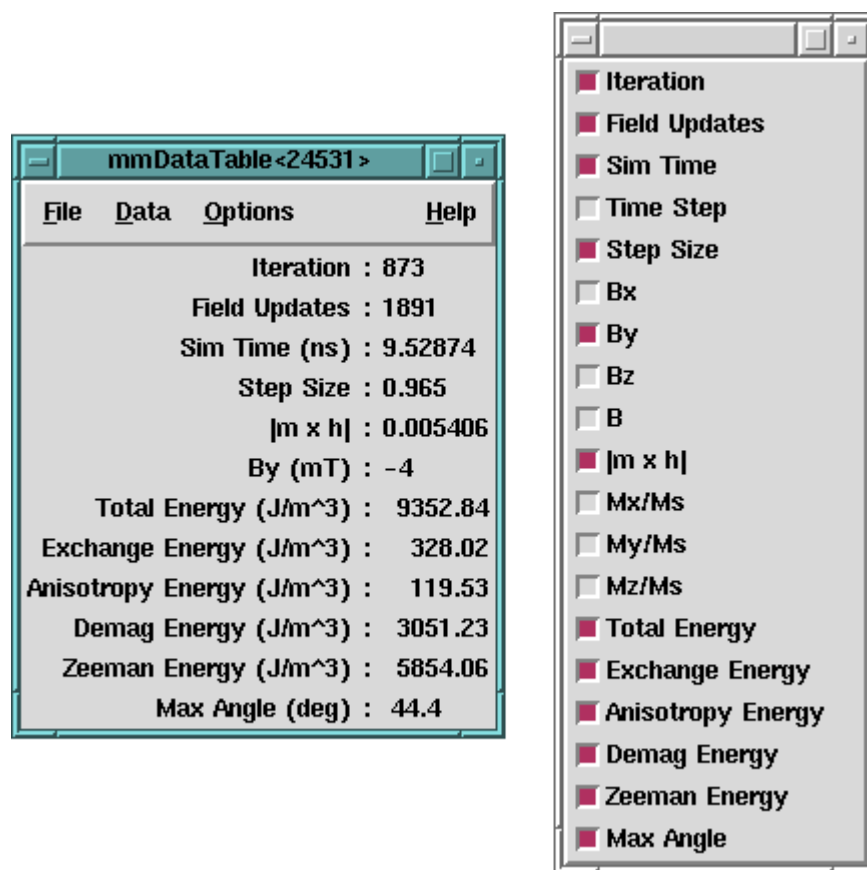 mmDataTable<24531>
File Data Options Help
Iteration : 873
Field Updates : 1891
Sim Time (ns) : 9.52874
Step Size : 0.965
|m x h| : 0.005406
By (mT) : -4
Total Energy (J/m^3) : 9352.84
Exchange Energy (J/m^3) : 328.02
Anisotropy Energy (J/m^3) : 119.53
Demag Energy (J/m^3) : 3051.23
Zeeman Energy (J/m^3) : 5854.06
Max Angle (deg) : 44.4
Iteration
Field Updates
Sim Time
Time Step
Step Size
Bx
By
Bz
B
|m x h|
Mx/Ms
My/Ms
Mz/Ms
Total Energy
Exchange Energy
Anisotropy Energy
Demag Energy
Zeeman Energy
Max Angle